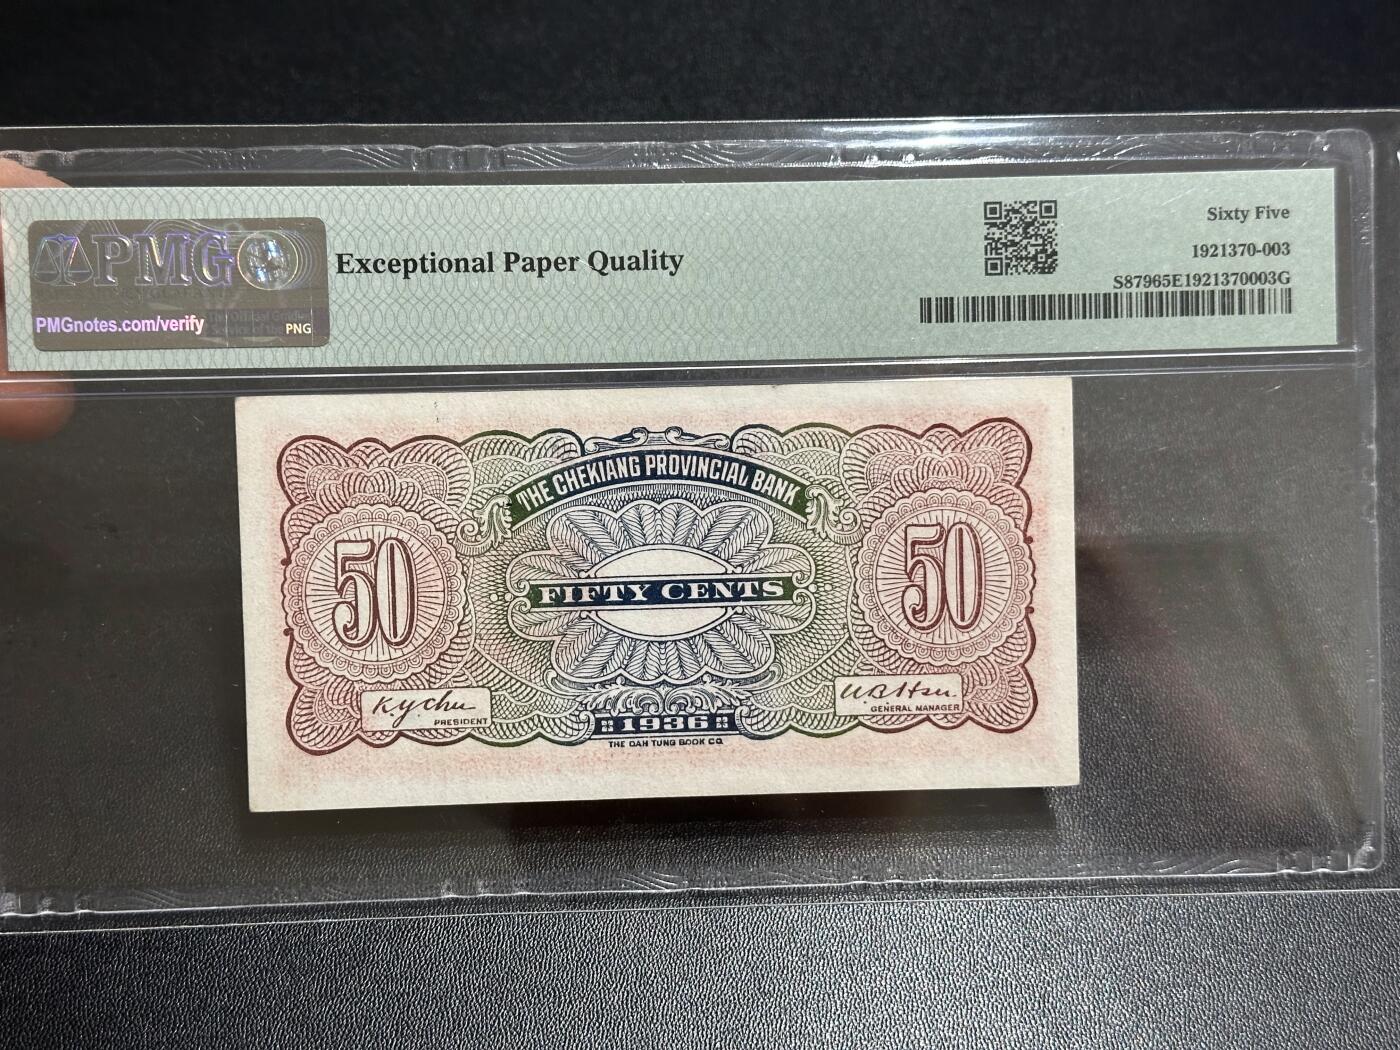 PMG
Exceptional Paper Quality
PMGnotes.com/verify
PNG
Sixty Five
1921370-003
S87965E1921370003G
THE CHEKIANG PROVINCIAL BANK
50
50
FIFTY CENTS
K.Y.Chu
PRESIDENT
GENERAL MANAGER
1936
THE DAH TUNG BOOK CO.